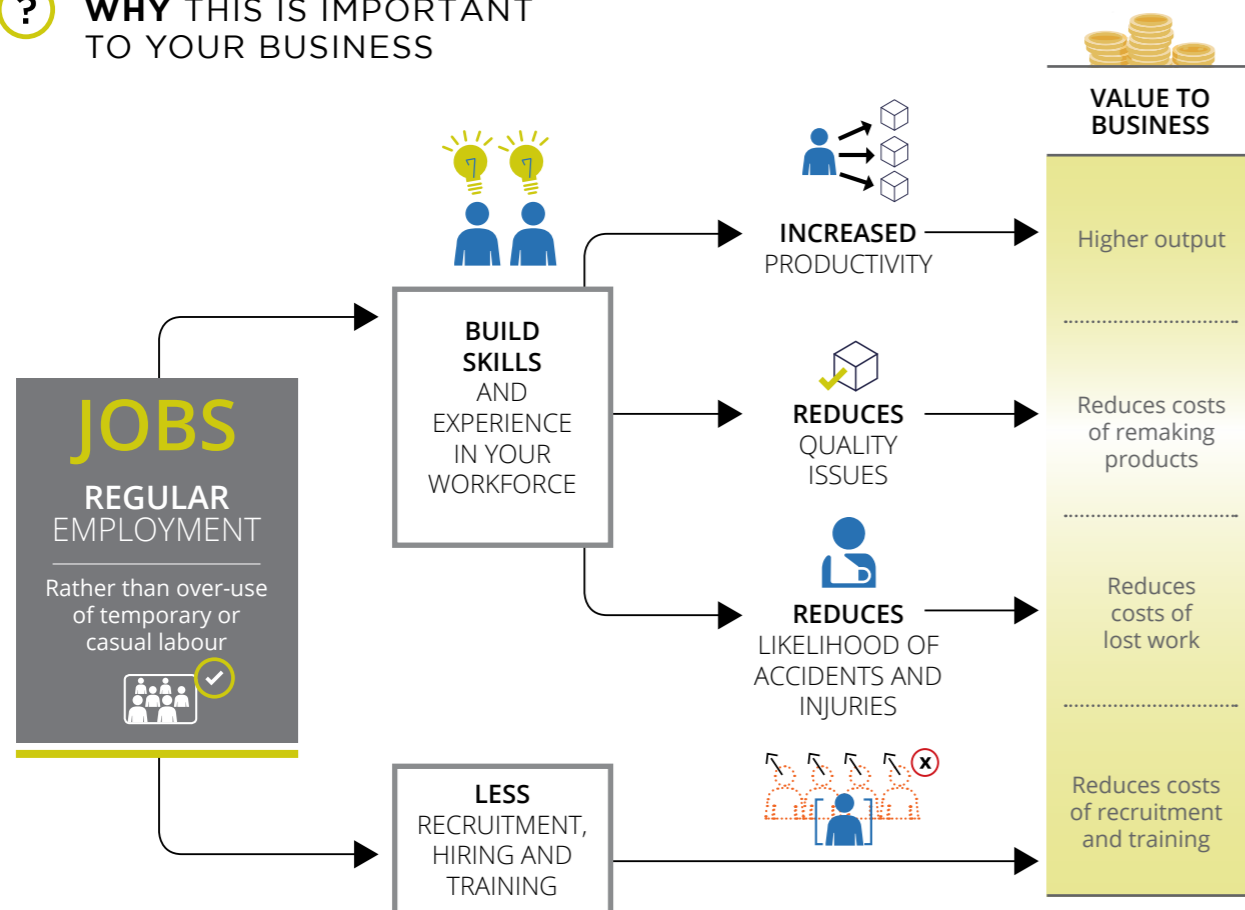 ?
WHY THIS IS IMPORTANT
TO YOUR BUSINESS
JOBS
REGULAR
EMPLOYMENT
Rather than over-use
of temporary or
casual labour
BUILD
SKILLS
AND
EXPERIENCE
IN YOUR
WORKFORCE
LESS
RECRUITMENT,
HIRING AND
TRAINING
INCREASED
PRODUCTIVITY
REDUCES
QUALITY
ISSUES
REDUCES
LIKELIHOOD OF
ACCIDENTS AND
INJURIES
X
VALUE TO
BUSINESS
Higher output
Reduces costs
of remaking
products
Reduces
costs of
lost work
Reduces costs
of recruitment
and training